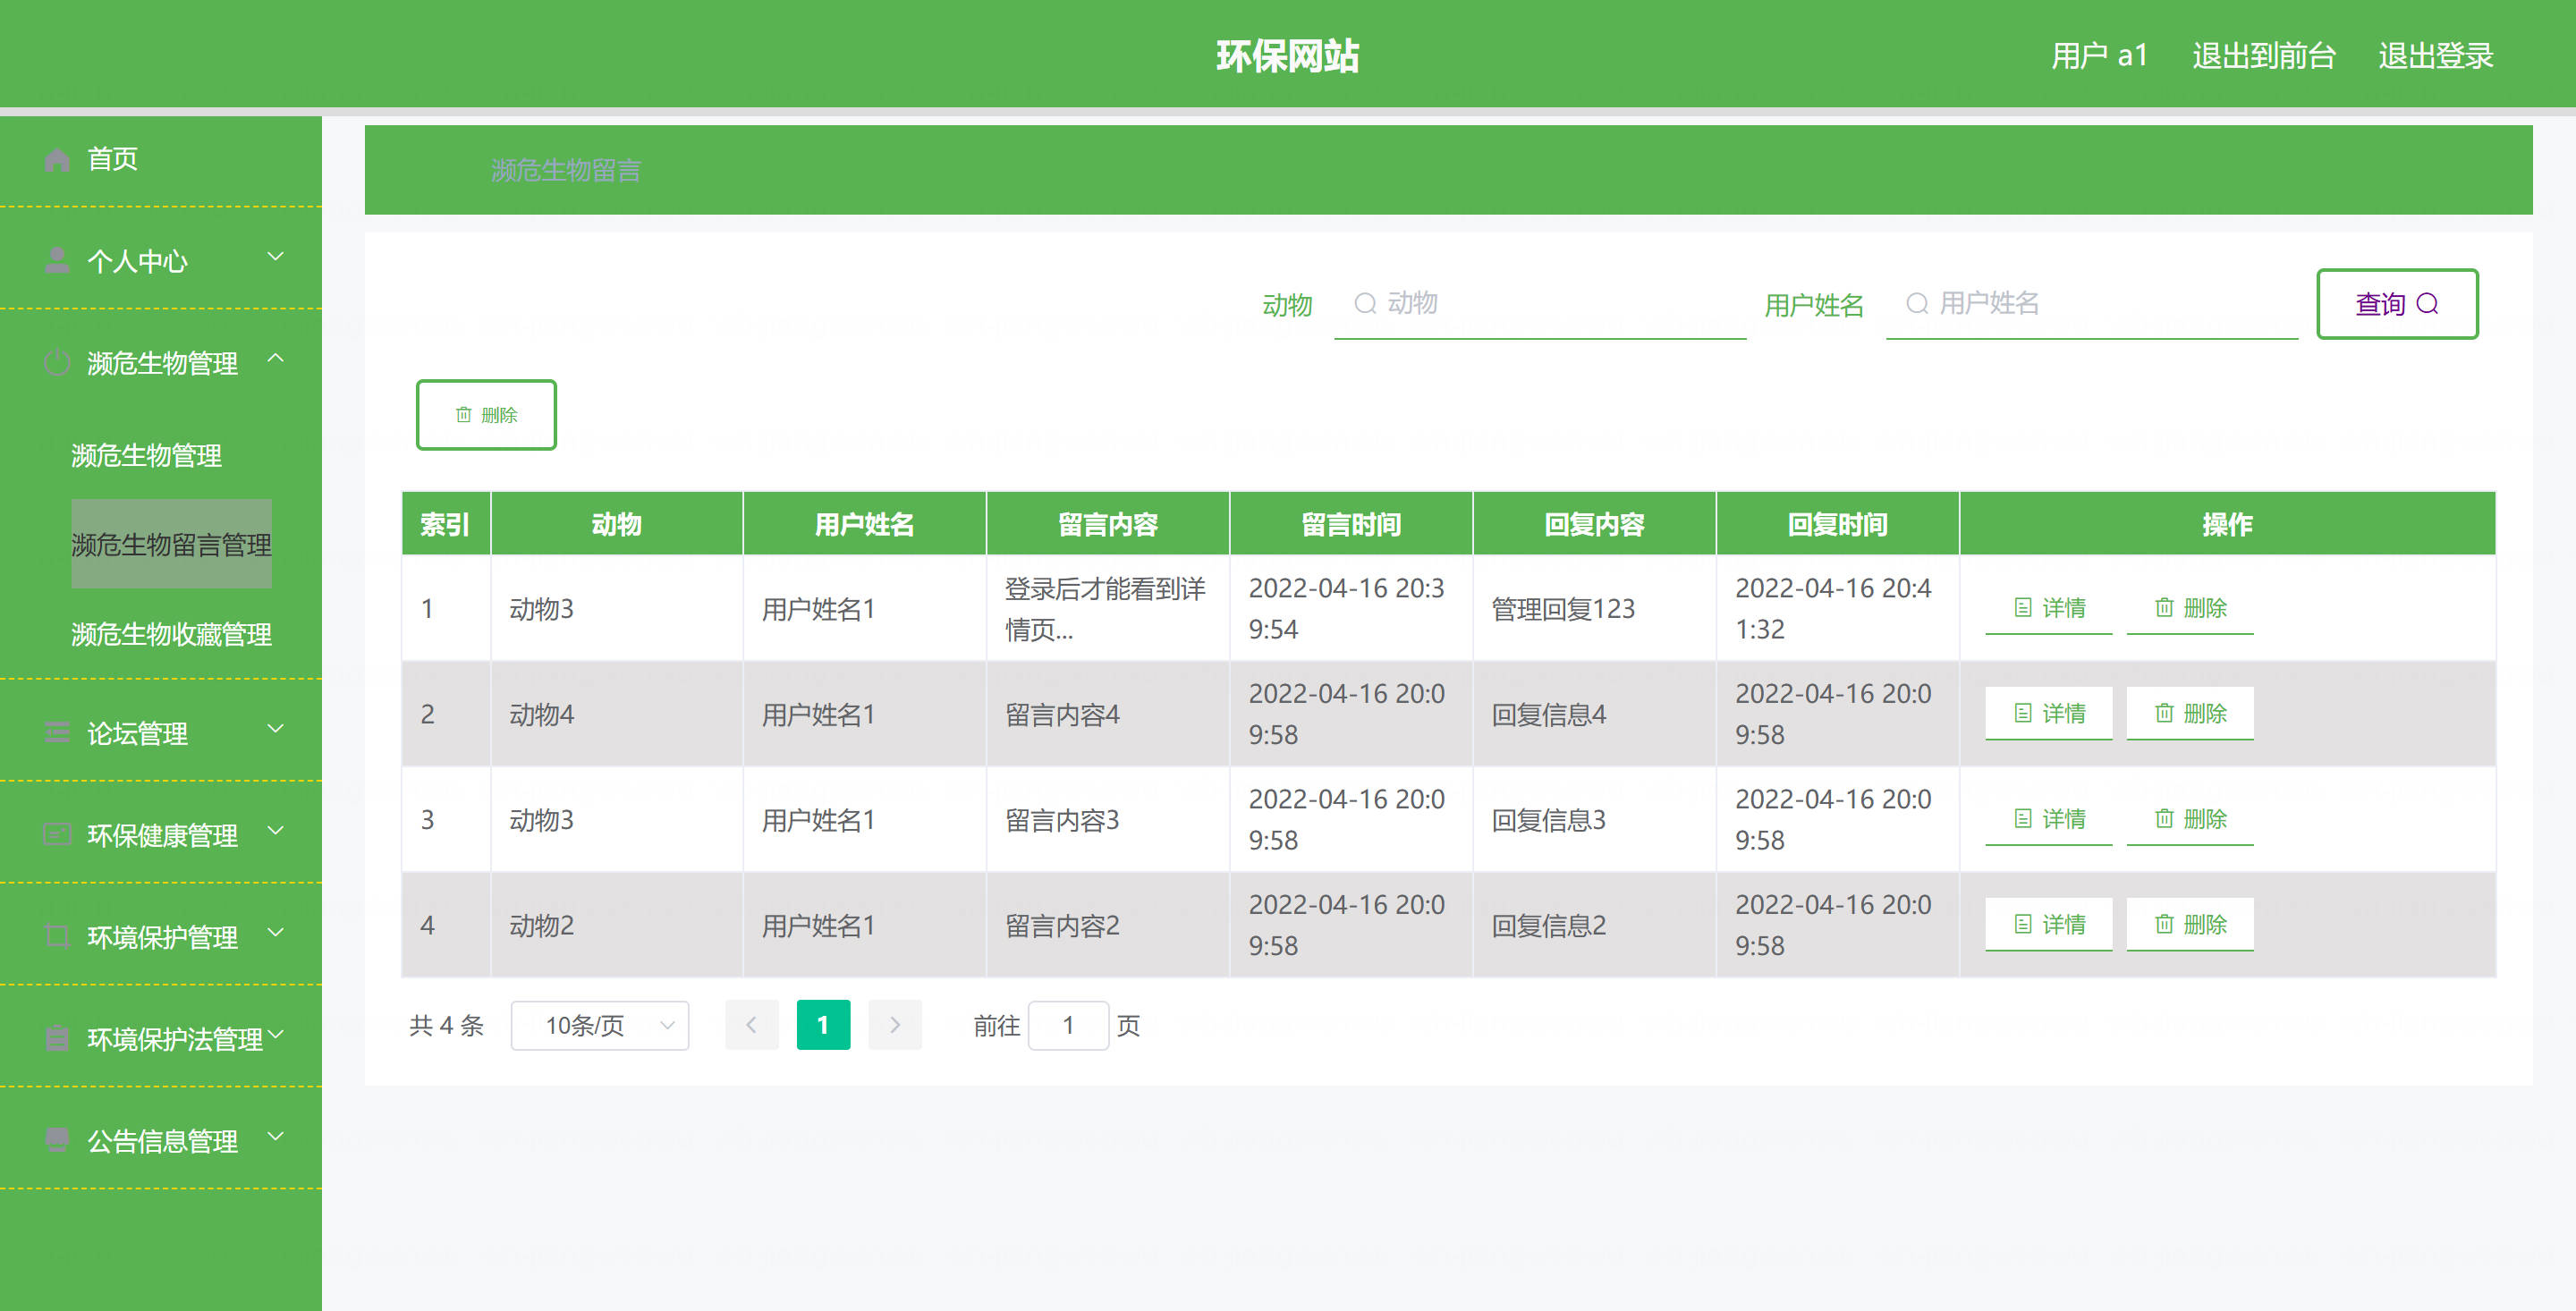 环保网站
用户 a1 退出到前台 退出登录
首页
个人中心
濒危生物管理
濒危生物管理
濒危生物留言管理
濒危生物收藏管理
论坛管理
环保健康管理
环境保护管理
环境保护法管理
公告信息管理
濒危生物留言
动物 动物 用户姓名 用户姓名 查询
删除
索引 动物 用户姓名 留言内容 留言时间 回复内容 回复时间 操作
1 动物3 用户姓名1 登录后才能看到详情页... 2022-04-16 20:39:54 管理回复123 2022-04-16 20:41:32 详情 删除
2 动物4 用户姓名1 留言内容4 2022-04-16 20:09:58 回复信息4 2022-04-16 20:09:58 详情 删除
3 动物3 用户姓名1 留言内容3 2022-04-16 20:09:58 回复信息3 2022-04-16 20:09:58 详情 删除
4 动物2 用户姓名1 留言内容2 2022-04-16 20:09:58 回复信息2 2022-04-16 20:09:58 详情 删除
共 4 条 10条/页 1 前往 1 页